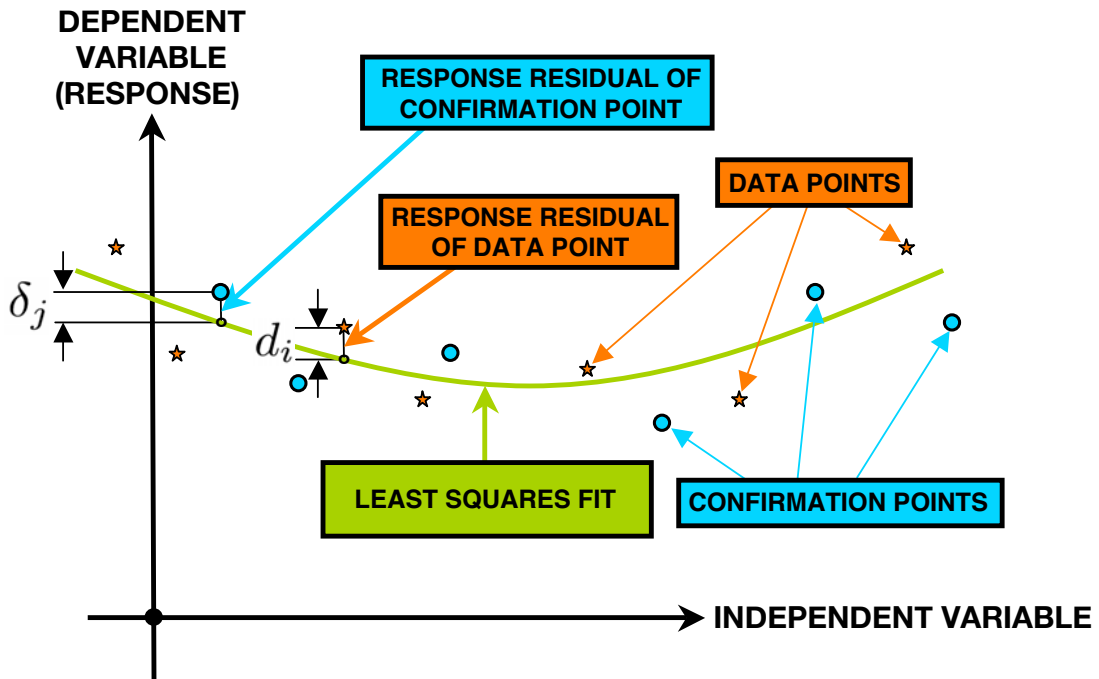 DEPENDENT
VARIABLE
(RESPONSE)
RESPONSE RESIDUAL OF
CONFIRMATION POINT
DATA POINTS
RESPONSE RESIDUAL
OF DATA POINT
δj
di
LEAST SQUARES FIT
CONFIRMATION POINTS
INDEPENDENT VARIABLE